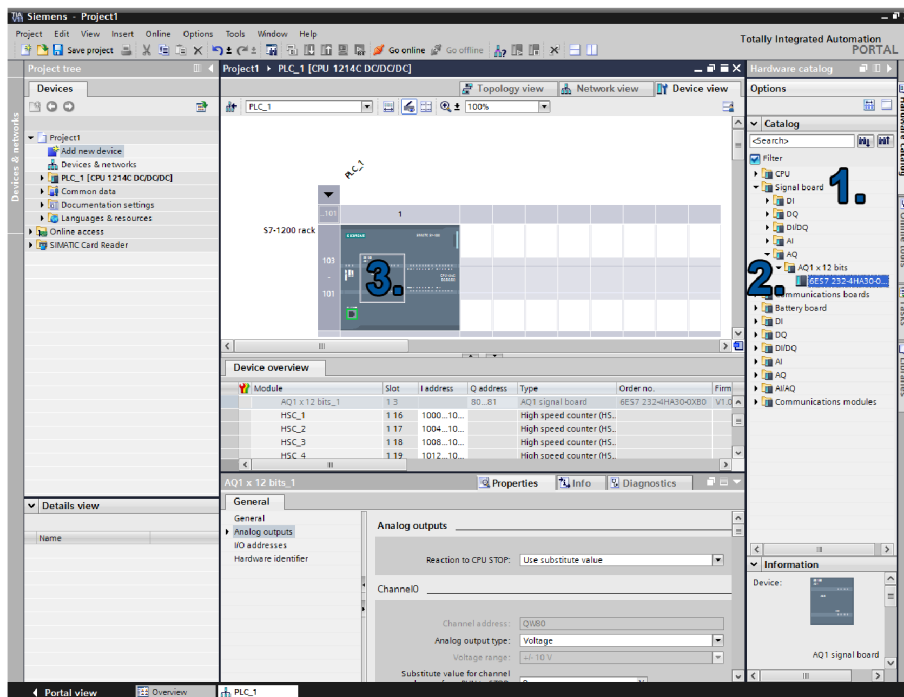 Siemens - Project1
Project Edit View Insert Online Options Tools Window Help
Save project
Go online
Go offline
Totally Integrated Automation
PORTAL
Project tree
Project1 ▸ PLC_1 [CPU 1214C DC/DC/DC]
Hardware catalog
Devices
Topology view
Network view
Device view
Options
PLC_1
100%
Catalog
<Search>
Filter
Project1
Add new device
Devices & networks
PLC_1 [CPU 1214C DC/DC/DC]
Common data
Documentation settings
Languages & resources
Online access
SIMATIC Card Reader
Devices & networks
PLC_1
...101
1
S7-1200 rack
103
-
101
SIEMENS
1.
2.
3.
CPU
Signal board
DI
DQ
DI/DQ
AI
AQ
AQ1 x 12 bits
6ES7 232-4HA30-0...
Communications boards
Battery board
DI
DQ
DI/DQ
AI
AQ
AI/AQ
Communications modules
Hardware catalog
Online tools
Tasks
Libraries
Device overview
Module Slot I address Q address Type Order no. Firm
AQ1 x 12 bits_1 1 3 80...81 AQ1 signal board 6ES7 232-4HA30-0XB0 V1.0
HSC_1 1 16 1000...10... High speed counter (HS..
HSC_2 1 17 1004...10... High speed counter (HS..
HSC_3 1 18 1008...10... High speed counter (HS..
HSC_4 1 19 1012...10... High speed counter (HS..
AQ1 x 12 bits_1
Properties
Info
Diagnostics
General
General
Analog outputs
I/O addresses
Hardware identifier
Analog outputs
Reaction to CPU STOP: Use substitute value
Channel0
Channel address: QW80
Analog output type: Voltage
Voltage range: +/- 10 V
Substitute value for channel
Details view
Name
Information
Device:
AQ1 signal board
Portal view
Overview
PLC_1